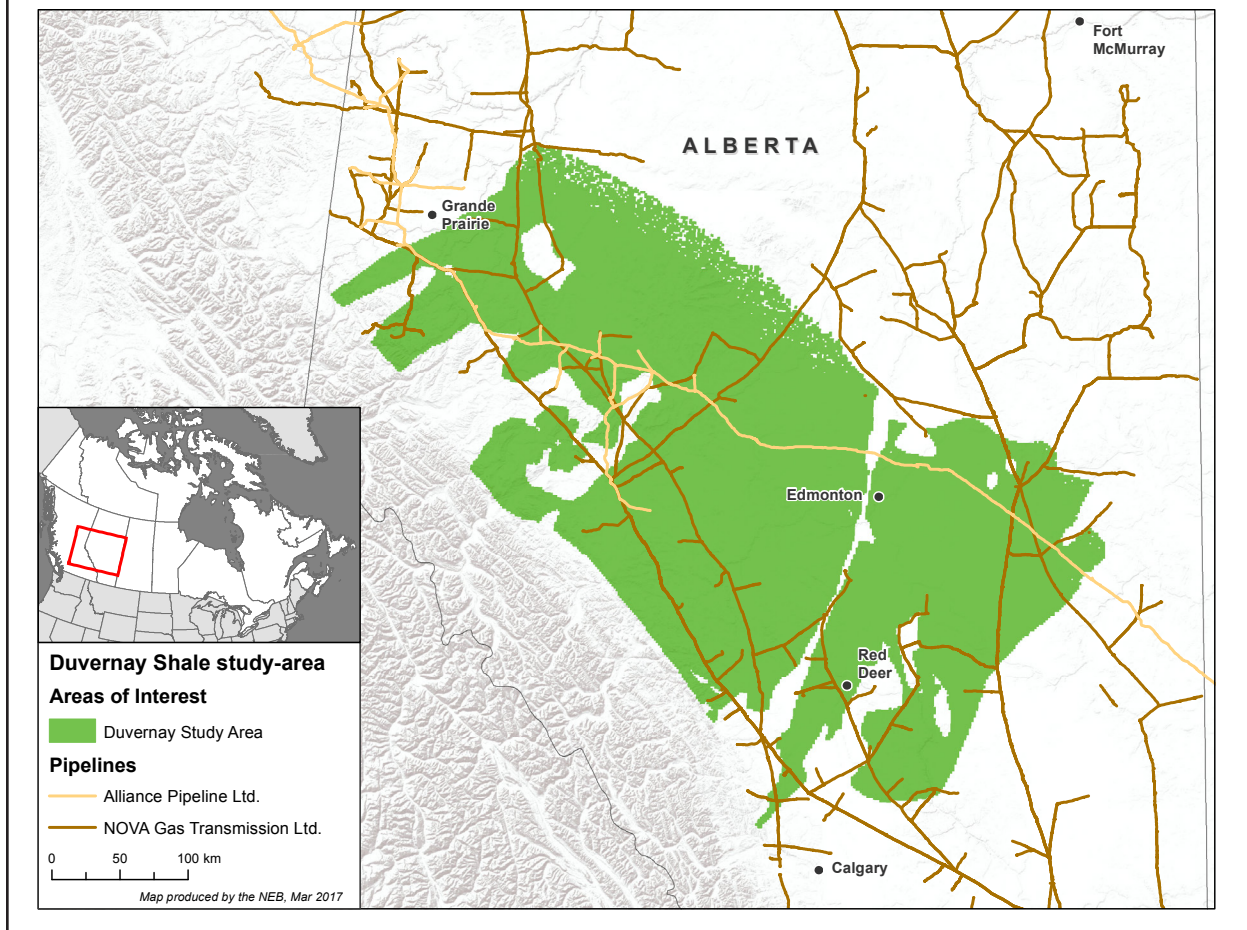 Fort
McMurray
ALBERTA
Grande
Prairie
Edmonton
Red
Deer
Calgary
Duvernay Shale study-area
Areas of Interest
Duvernay Study Area
Pipelines
Alliance Pipeline Ltd.
NOVA Gas Transmission Ltd.
0 50 100 km
Map produced by the NEB, Mar 2017